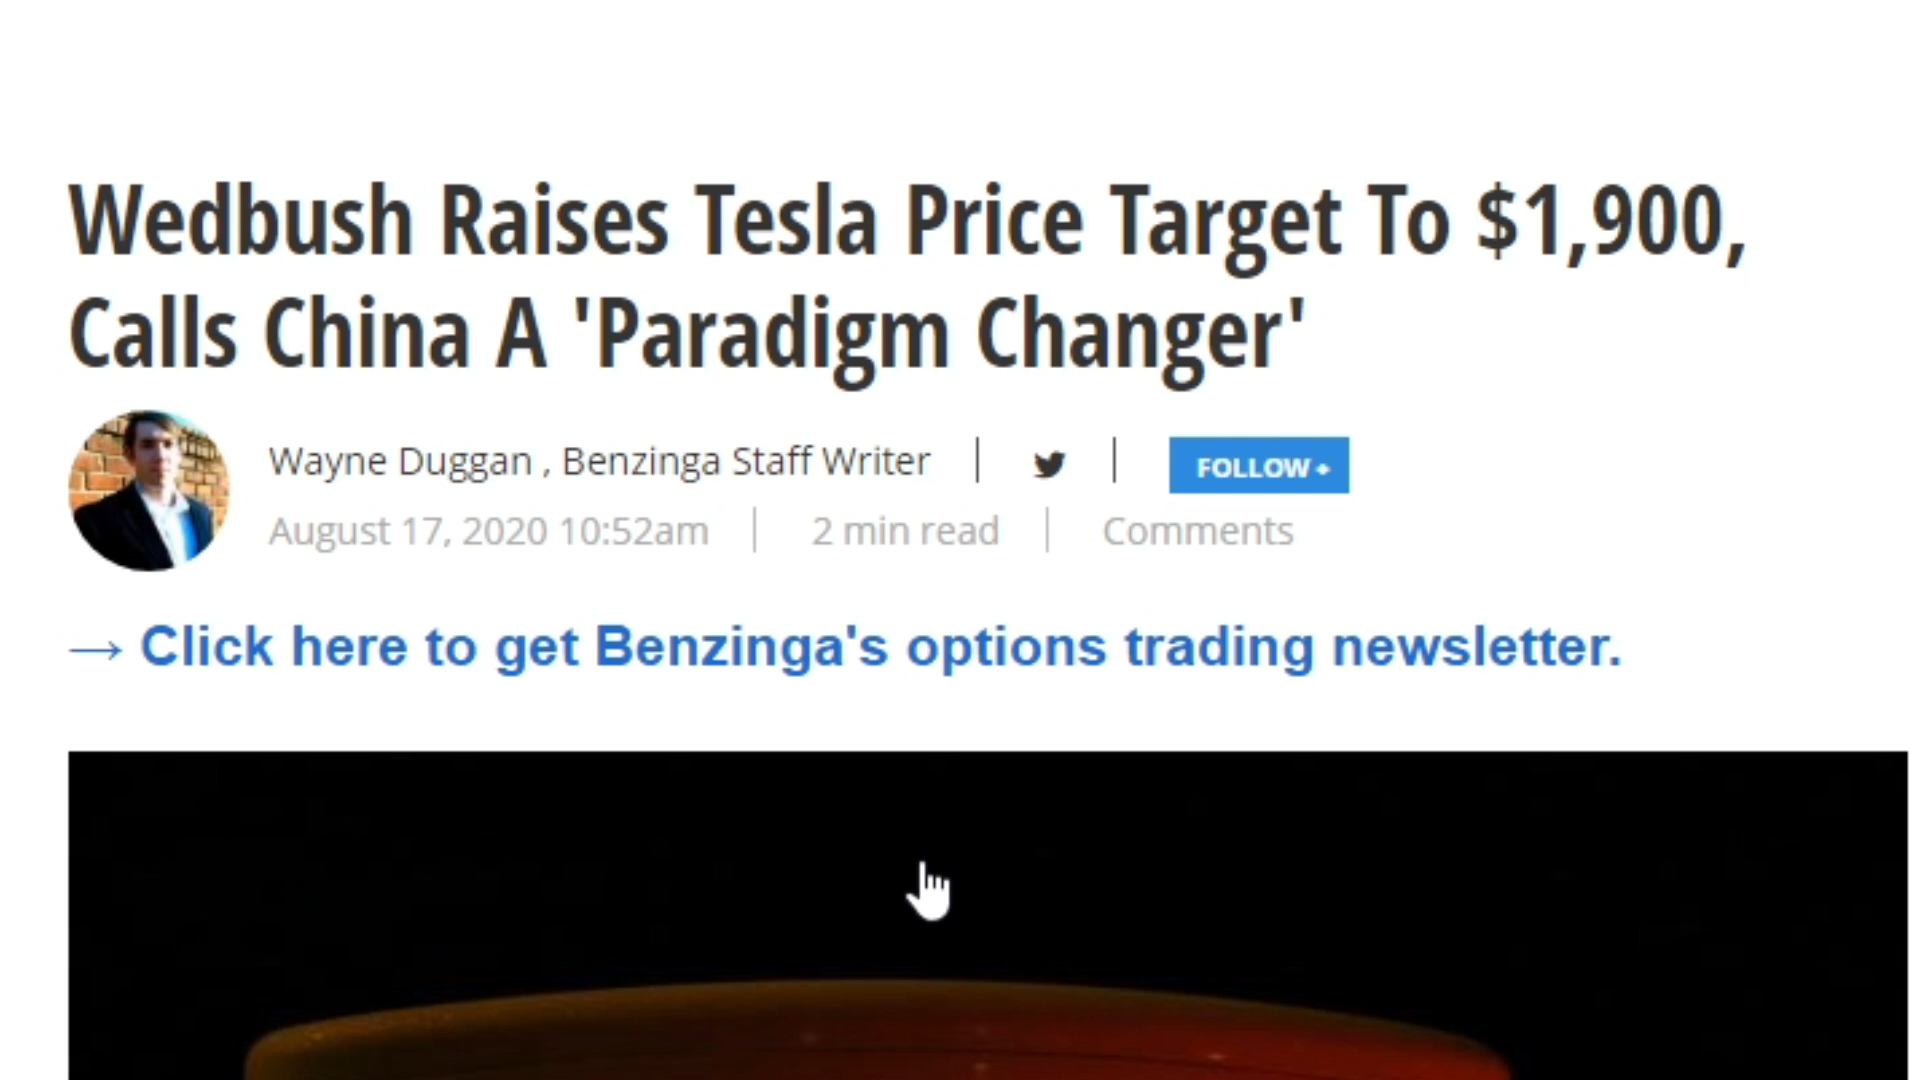 Wedbush Raises Tesla Price Target To $1,900,
Calls China A 'Paradigm Changer'
Wayne Duggan , Benzinga Staff Writer | | FOLLOW +
August 17, 2020 10:52am | 2 min read | Comments
→ Click here to get Benzinga's options trading newsletter.